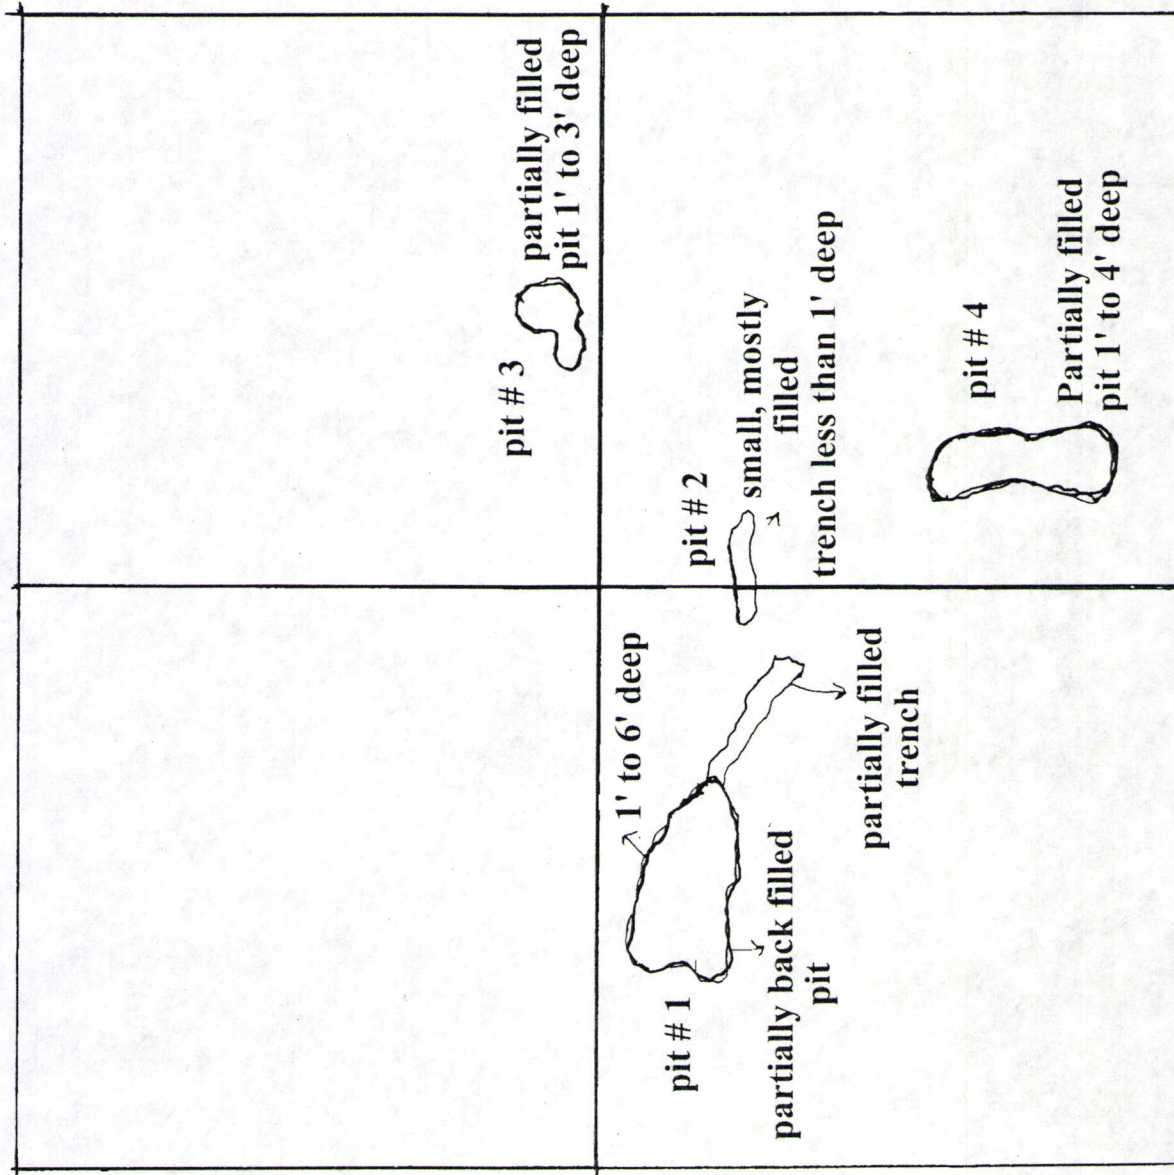 pit # 3
partially filled
pit 1' to 3' deep
1' to 6' deep
pit # 1
partially back filled
pit
partially filled
trench
pit # 2
small, mostly
filled
trench less than 1' deep
pit # 4
Partially filled
pit 1' to 4' deep